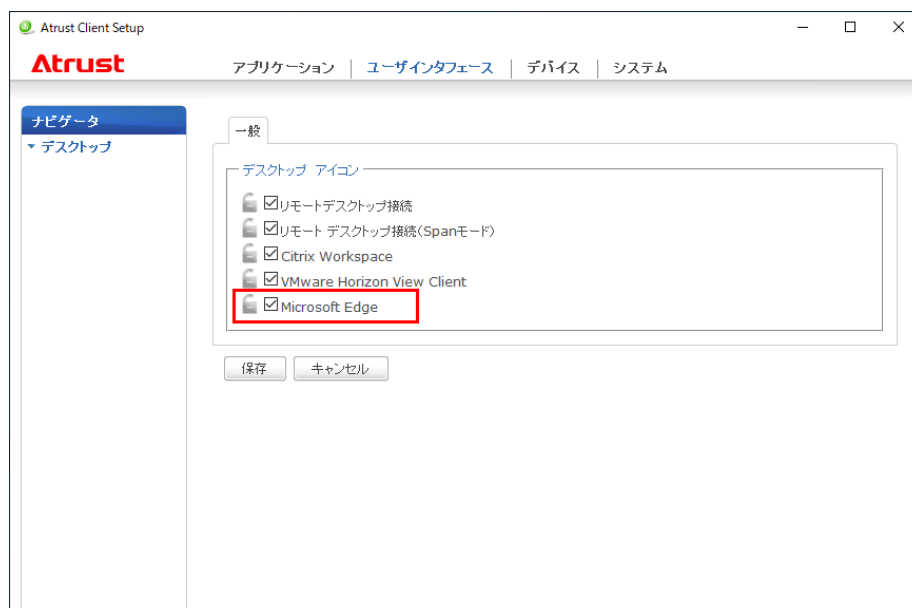 Atrust Client Setup
Atrust
アプリケーション | ユーザインタフェース | デバイス | システム
ナビゲータ
デスクトップ
一般
デスクトップ アイコン
リモートデスクトップ接続
リモート デスクトップ接続(Spanモード)
Citrix Workspace
VMware Horizon View Client
Microsoft Edge
保存 キャンセル